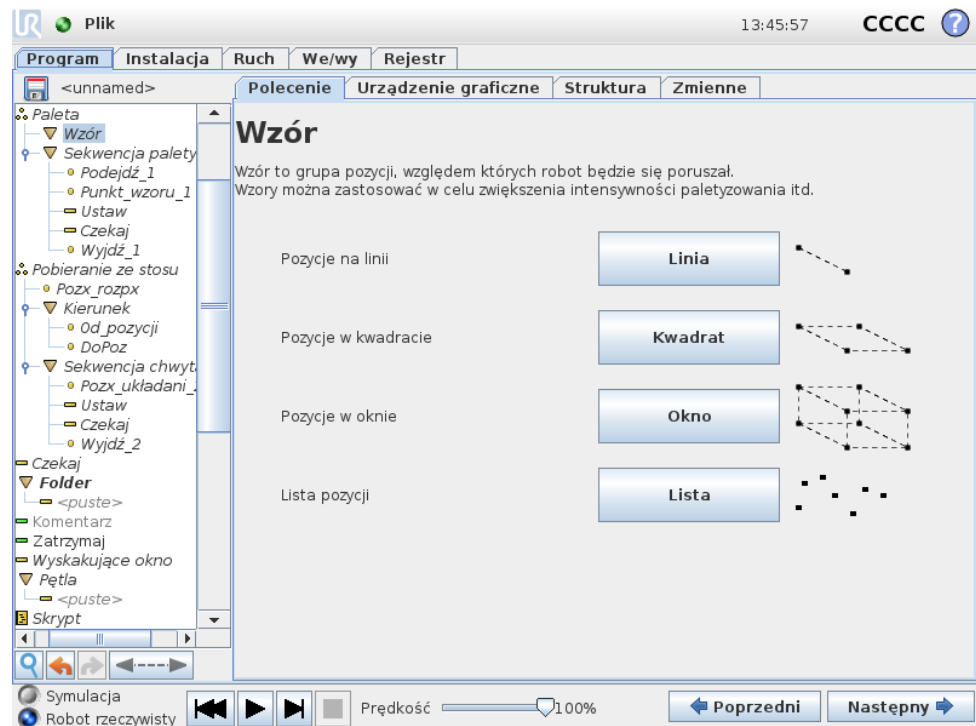 UR Plik 13:45:57 CCCC ?
Program Instalacja Ruch We/wy Rejestr
<unnamed>
Polecenie Urządzenie graficzne Struktura Zmienne
Paleta
Wzór
Sekwencja palety
Podejdź_1
Punkt_wzoru_1
Ustaw
Czekaj
Wyjdź_1
Pobieranie ze stosu
Pozx_rozpx
Kierunek
Od_pozycji
DoPoz
Sekwencja chwyt
Pozx_układani_
Ustaw
Czekaj
Wyjdź_2
Czekaj
Folder
<puste>
Komentarz
Zatrzymaj
Wyskakujące okno
Pętla
<puste>
Skrypt
Wzór
Wzór to grupa pozycji, względem których robot będzie się poruszał.
Wzory można zastosować w celu zwiększenia intensywności paletyzowania itd.
Pozycje na linii Linia
Pozycje w kwadracie Kwadrat
Pozycje w oknie Okno
Lista pozycji Lista
Symulacja
Robot rzeczywisty
Prędkość 100%
Poprzedni Następny